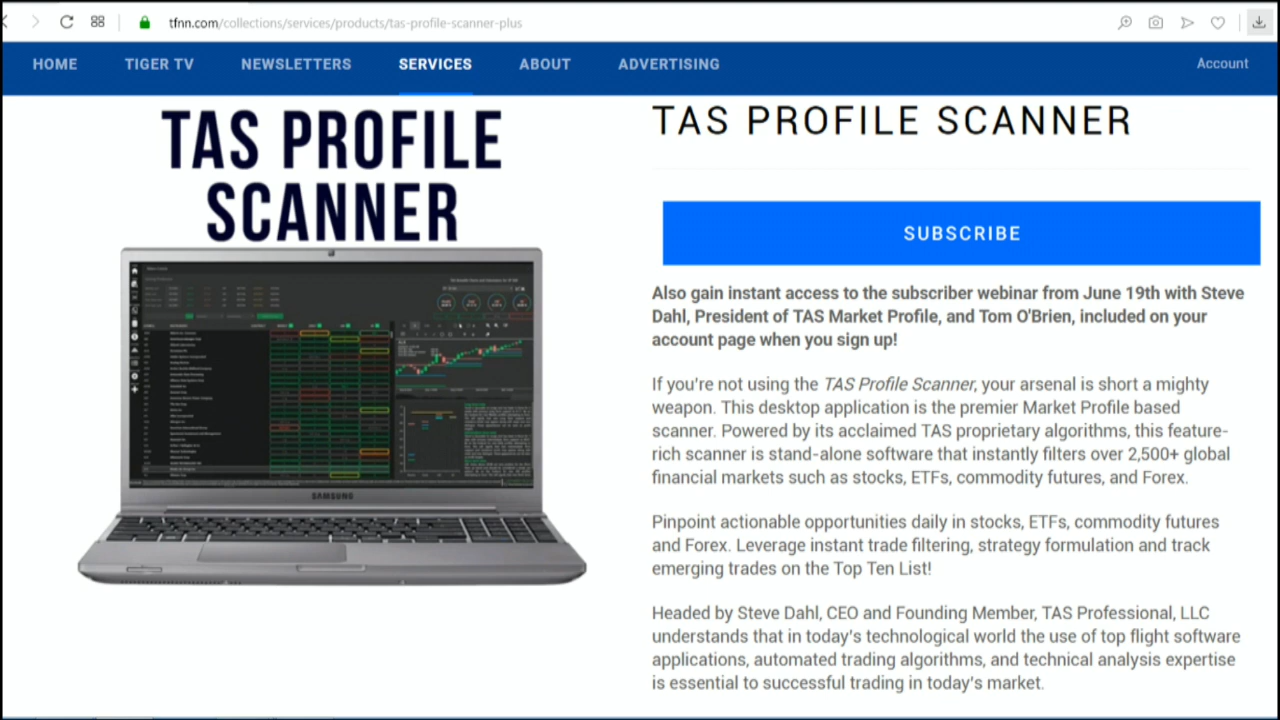 tfnn.com/collections/services/products/tas-profile-scanner-plus
HOME TIGER TV NEWSLETTERS SERVICES ABOUT ADVERTISING Account
TAS PROFILE
SCANNER
SAMSUNG
TAS PROFILE SCANNER
SUBSCRIBE
Also gain instant access to the subscriber webinar from June 19th with Steve
Dahl, President of TAS Market Profile, and Tom O'Brien, included on your
account page when you sign up!
If you're not using the TAS Profile Scanner, your arsenal is short a mighty
weapon. This desktop application is the premier Market Profile based
scanner. Powered by its acclaimed TAS proprietary algorithms, this feature-
rich scanner is stand-alone software that instantly filters over 2,500+ global
financial markets such as stocks, ETFs, commodity futures, and Forex.
Pinpoint actionable opportunities daily in stocks, ETFs, commodity futures
and Forex. Leverage instant trade filtering, strategy formulation and track
emerging trades on the Top Ten List!
Headed by Steve Dahl, CEO and Founding Member, TAS Professional, LLC
understands that in today's technological world the use of top flight software
applications, automated trading algorithms, and technical analysis expertise
is essential to successful trading in today's market.